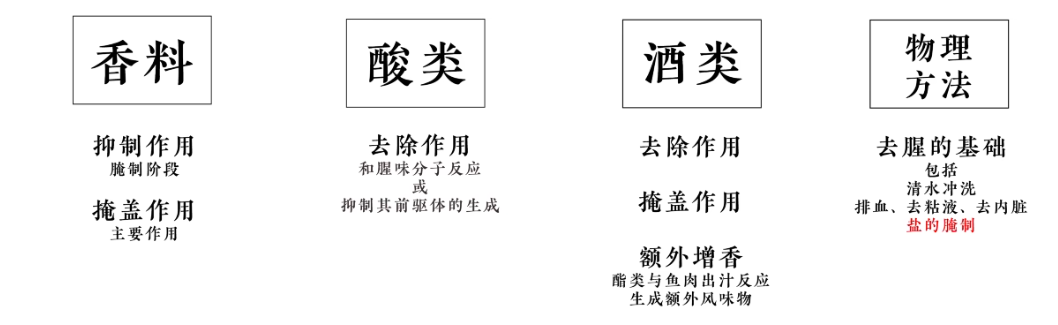 香料
抑制作用
腌制阶段
掩盖作用
主要作用
酸类
去除作用
和腥味分子反应
或
抑制其前驱体的生成
酒类
去除作用
掩盖作用
额外增香
酯类与鱼肉出汁反应
生成额外风味物
物理
方法
去腥的基础
包括
清水冲洗
排血、去粘液、去内脏
盐的腌制